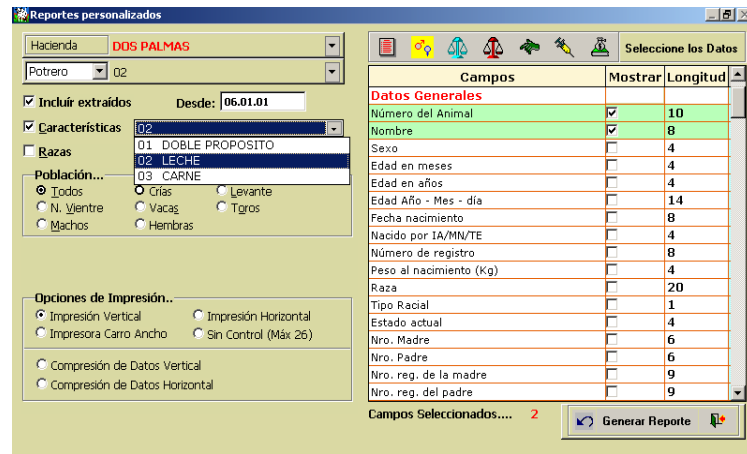 Reportes personalizados
Hacienda DOS PALMAS
Potrero 02
Incluír extraídos Desde: 06.01.01
Características 02
01 DOBLE PROPOSITO
02 LECHE
03 CARNE
Razas
Población...
Todos Crías Levante
N. Vientre Vacas Toros
Machos Hembras
Opciones de Impresión..
Impresión Vertical Impresión Horizontal
Impresora Carro Ancho Sin Control (Máx 26)
Compresión de Datos Vertical
Compresión de Datos Horizontal
Seleccione los Datos
Campos Mostrar Longitud
Datos Generales
Número del Animal 10
Nombre 8
Sexo 4
Edad en meses 4
Edad en años 4
Edad Año - Mes - día 14
Fecha nacimiento 8
Nacido por IA/MN/TE 4
Número de registro 8
Peso al nacimiento (Kg) 4
Raza 20
Tipo Racial 1
Estado actual 4
Nro. Madre 6
Nro. Padre 6
Nro. reg. de la madre 9
Nro. reg. del padre 9
Campos Seleccionados.... 2
Generar Reporte